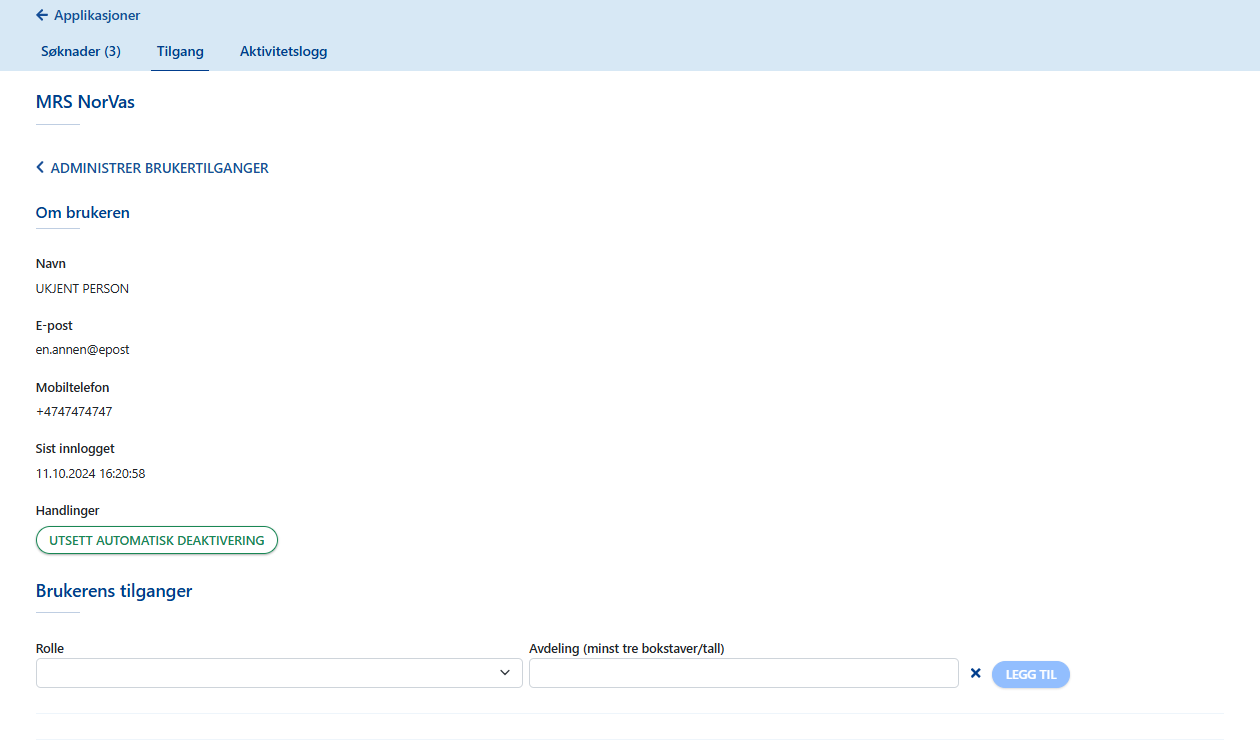 Applikasjoner
Søknader (3) Tilgang Aktivitetslogg
MRS NorVas
ADMINISTRER BRUKERTILGANGER
Om brukeren
Navn
UKJENT PERSON
E-post
en.annen@epost
Mobiltelefon
+4747474747
Sist innlogget
11.10.2024 16:20:58
Handlinger
UTSETT AUTOMATISK DEAKTIVERING
Brukerens tilganger
Rolle Avdeling (minst tre bokstaver/tall)
LEGG TIL